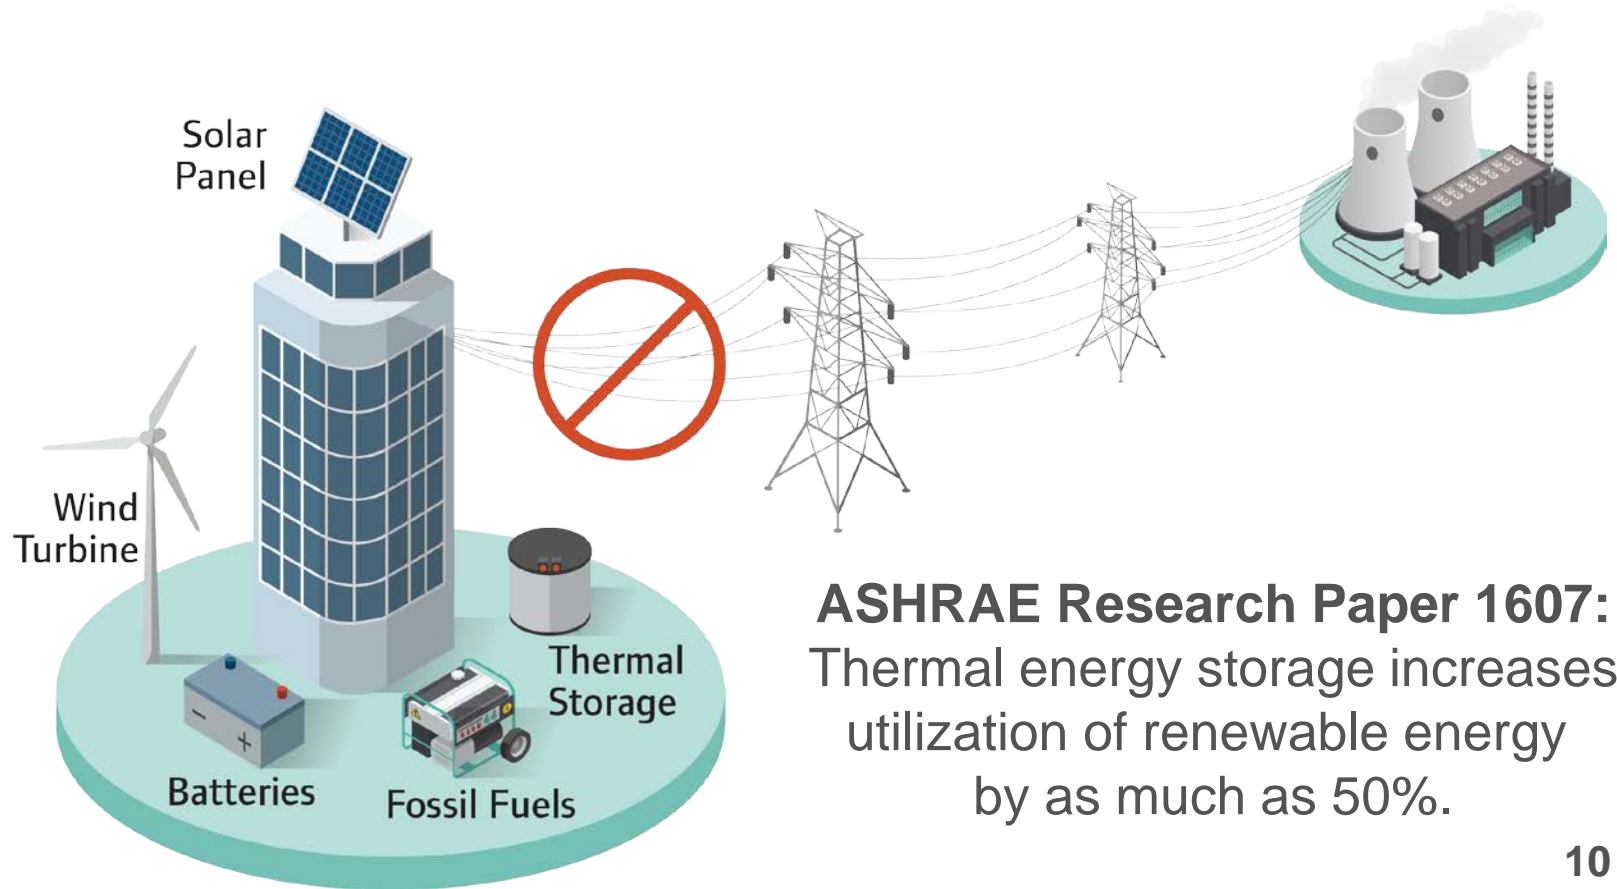 Solar
Panel
Wind
Turbine
Thermal
Storage
Batteries
Fossil Fuels
ASHRAE Research Paper 1607:
Thermal energy storage increases
utilization of renewable energy
by as much as 50%.
10